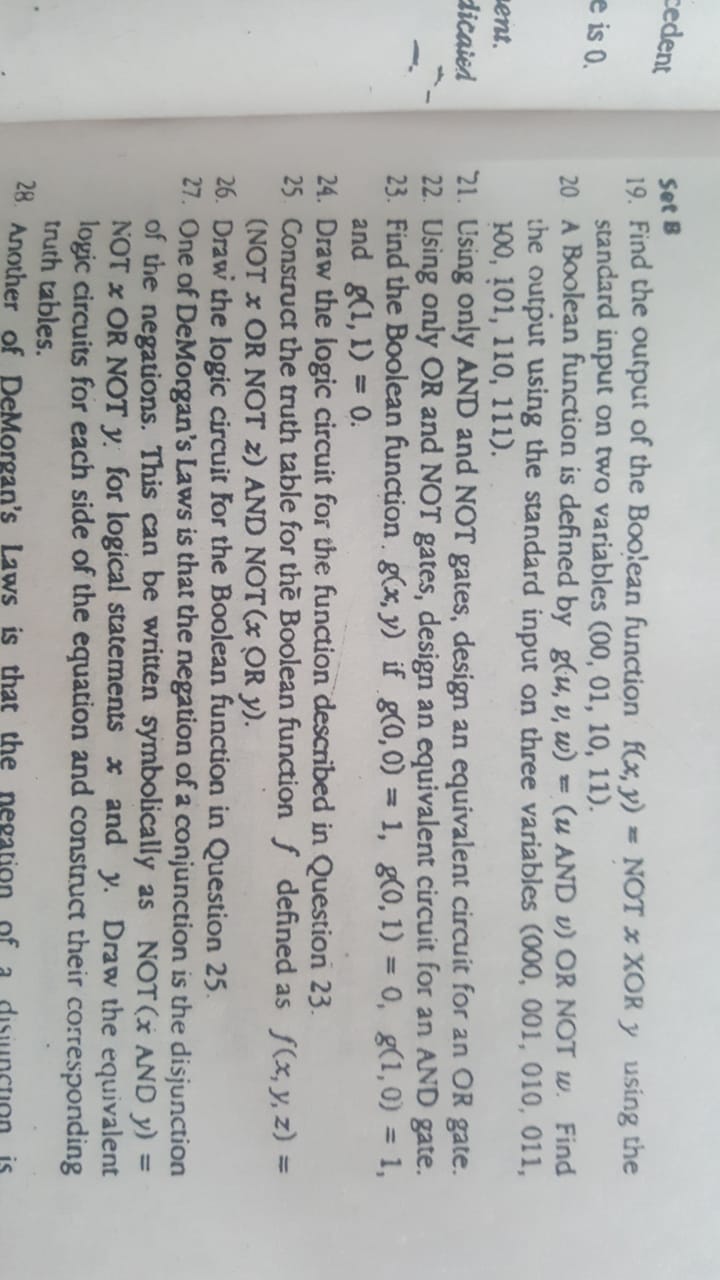 cedent
e is 0.
ent.
dicated
Set B
19. Find the output of the Boolean function f(x, y) = NOT x XOR y using the
standard input on two variables (00, 01, 10, 11).
20 A Boolean function is defined by g(u, v, w) = (u AND v) OR NOT w. Find
the output using the standard input on three variables (000, 001, 010, 011,
100, 101, 110, 111).
21. Using only AND and NOT gates, design an equivalent circuit for an OR gate.
22. Using only OR and NOT gates, design an equivalent circuit for an AND gate.
23. Find the Boolean function g(x, y) if g(0, 0) = 1, g(0, 1) = 0, g(1, 0) = 1,
and g(1, 1) = 0.
24. Draw the logic circuit for the function described in Question 23.
25 Construct the truth table for the Boolean function f defined as f(x, y, z) =
(NOT x OR NOT z) AND NOT (x OR y).
26. Draw the logic circuit for the Boolean function in Question 25.
27. One of DeMorgan's Laws is that the negation of a conjunction is the disjunction
of the negations. This can be written symbolically as NOT (x AND y) =
NOT x OR NOT y. for logical statements x and y. Draw the equivalent
logic circuits for each side of the equation and construct their corresponding
truth tables.
28. Another of DeMorgan's Laws is that the negation of a disjunction is